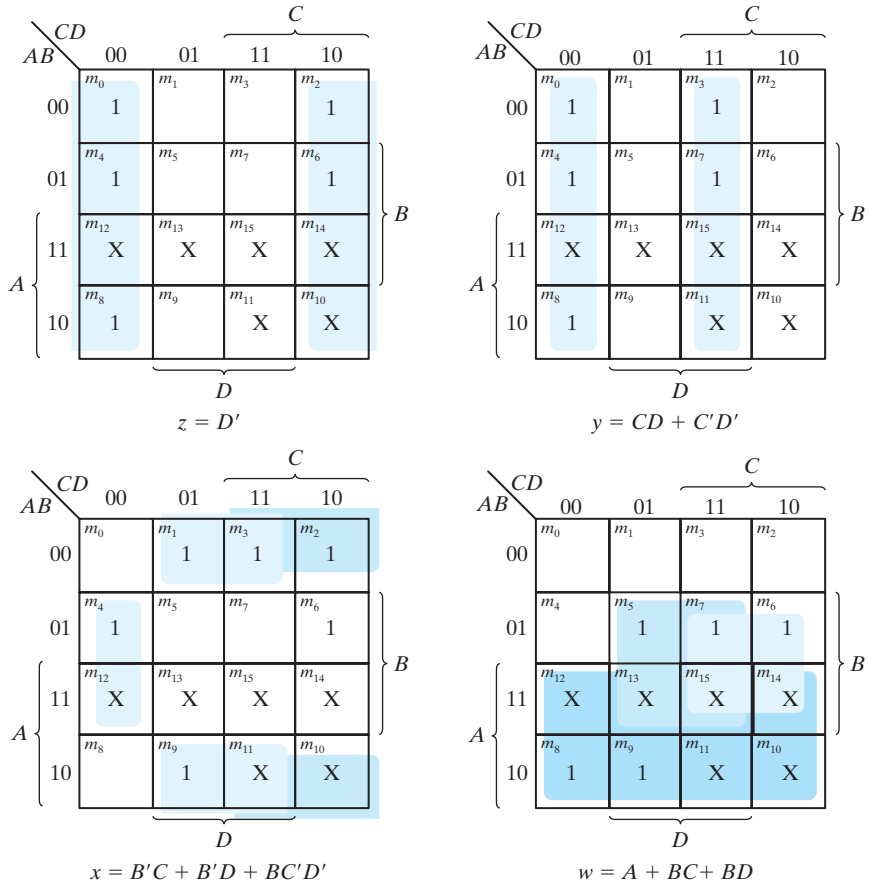 C
CD
AB 00 01 11 10
m0 m1 m3 m2
00 1 1
m4 m5 m7 m6
01 1 1
B
m12 m13 m15 m14
11 X X X X
A
m8 m9 m11 m10
10 1 X X
D
z = D′
C
CD
AB 00 01 11 10
m0 m1 m3 m2
00 1 1
m4 m5 m7 m6
01 1 1
B
m12 m13 m15 m14
11 X X X X
A
m8 m9 m11 m10
10 1 X X
D
y = CD + C′D′
C
CD
AB 00 01 11 10
m0 m1 m3 m2
00 1 1 1
m4 m5 m7 m6
01 1 1
B
m12 m13 m15 m14
11 X X X X
A
m8 m9 m11 m10
10 1 X X
D
x = B′C + B′D + BC′D′
C
CD
AB 00 01 11 10
m0 m1 m3 m2
00
m4 m5 m7 m6
01 1 1 1
B
m12 m13 m15 m14
11 X X X X
A
m8 m9 m11 m10
10 1 1 X X
D
w = A + BC+ BD